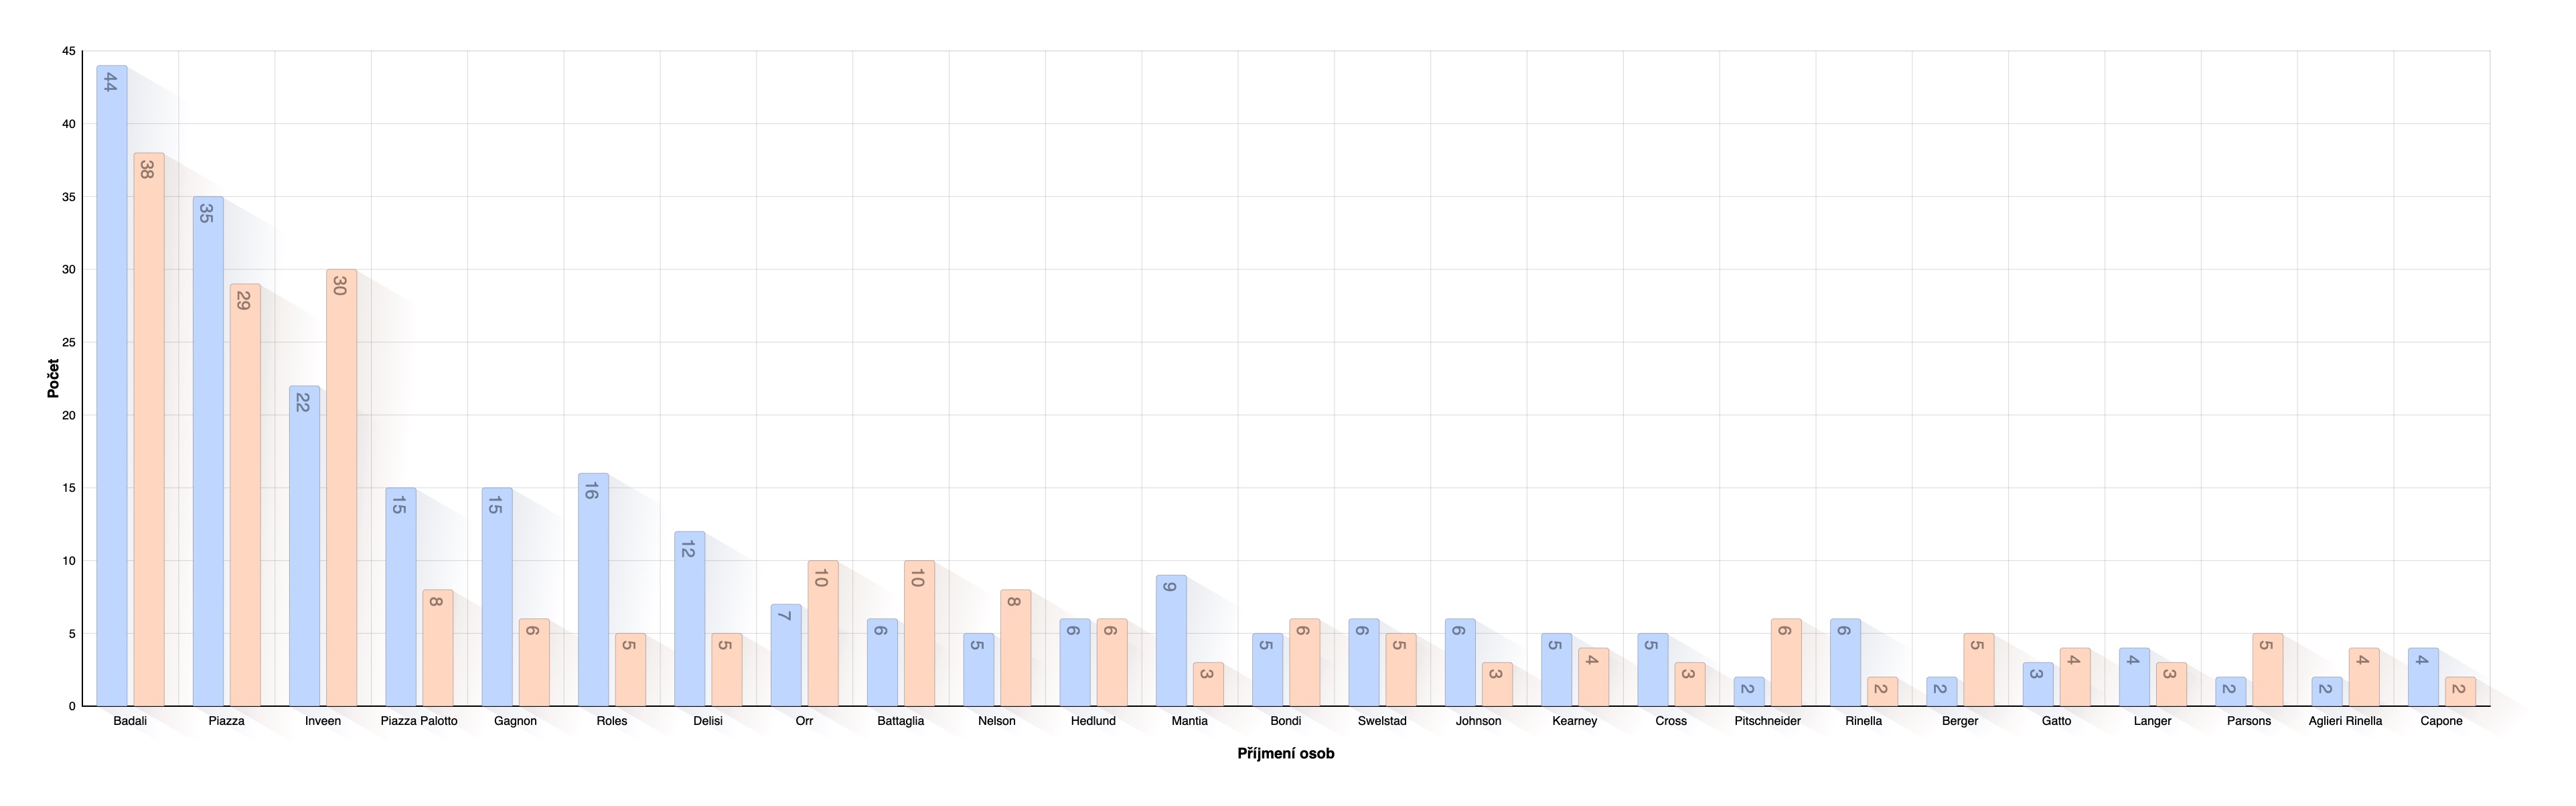 45
40
35
30
25
20
15
10
5
0
Počet
44 38 35 29 22 30 15 8 15 6 16 5 12 5 7 10 6 10 5 8 6 6 9 3 5 6 6 5 6 3 5 4 5 3 2 6 6 2 2 5 3 4 4 3 2 5 2 4 4 2
Badali Piazza Inveen Piazza Palotto Gagnon Roles Delisi Orr Battaglia Nelson Hedlund Mantia Bondi Swelstad Johnson Kearney Cross Pitschneider Rinella Berger Gatto Langer Parsons Aglieri Rinella Capone
Příjmení osob